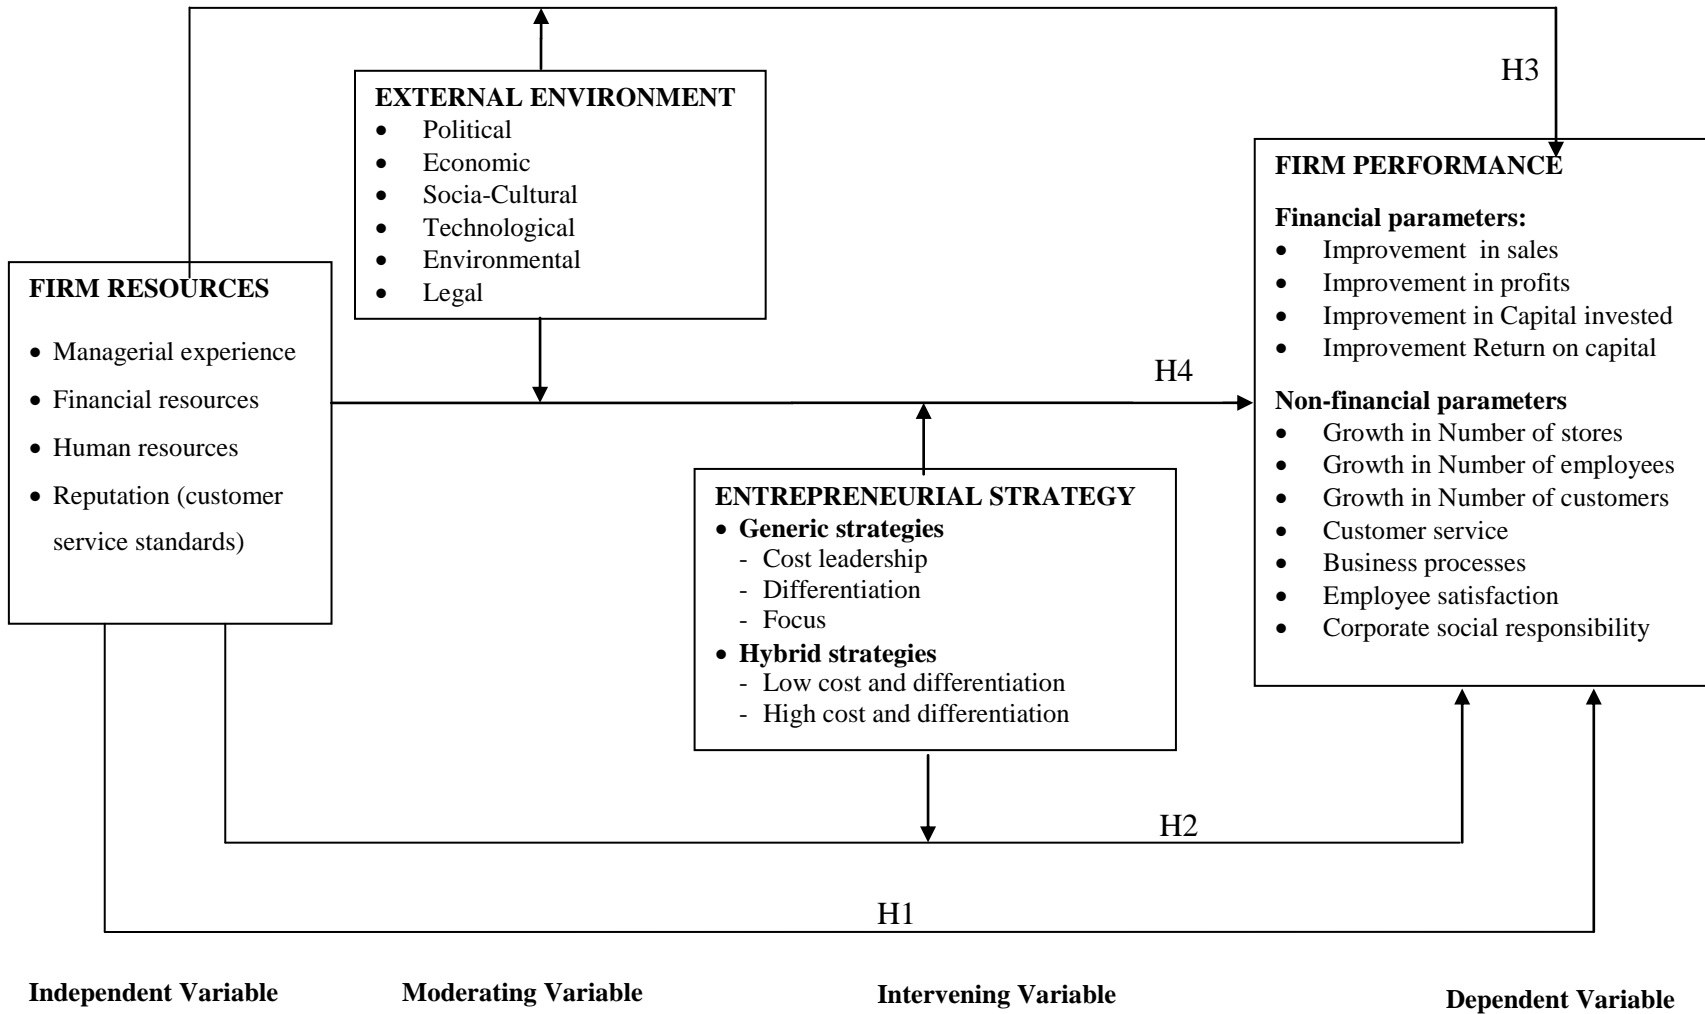 H3
EXTERNAL ENVIRONMENT
• Political
• Economic
• Socia-Cultural
• Technological
• Environmental
• Legal
FIRM RESOURCES
• Managerial experience
• Financial resources
• Human resources
• Reputation (customer
service standards)
H4
ENTREPRENEURIAL STRATEGY
• Generic strategies
- Cost leadership
- Differentiation
- Focus
• Hybrid strategies
- Low cost and differentiation
- High cost and differentiation
FIRM PERFORMANCE
Financial parameters:
• Improvement in sales
• Improvement in profits
• Improvement in Capital invested
• Improvement Return on capital
Non-financial parameters
• Growth in Number of stores
• Growth in Number of employees
• Growth in Number of customers
• Customer service
• Business processes
• Employee satisfaction
• Corporate social responsibility
H2
H1
Independent Variable
Moderating Variable
Intervening Variable
Dependent Variable